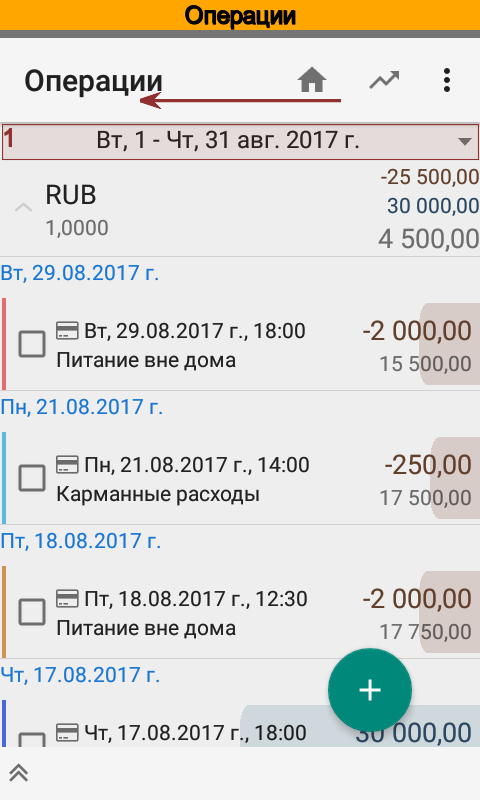 Операции
Операции
1 Вт, 1 - Чт, 31 авг. 2017 г.
RUB -25 500,00
30 000,00
1,0000 4 500,00
Вт, 29.08.2017 г.
Вт, 29.08.2017 г., 18:00 -2 000,00
Питание вне дома 15 500,00
Пн, 21.08.2017 г.
Пн, 21.08.2017 г., 14:00 -250,00
Карманные расходы 17 500,00
Пт, 18.08.2017 г.
Пт, 18.08.2017 г., 12:30 -2 000,00
Питание вне дома 17 750,00
Чт, 17.08.2017 г.
Чт, 17.08.2017 г., 18:00 30 000,00